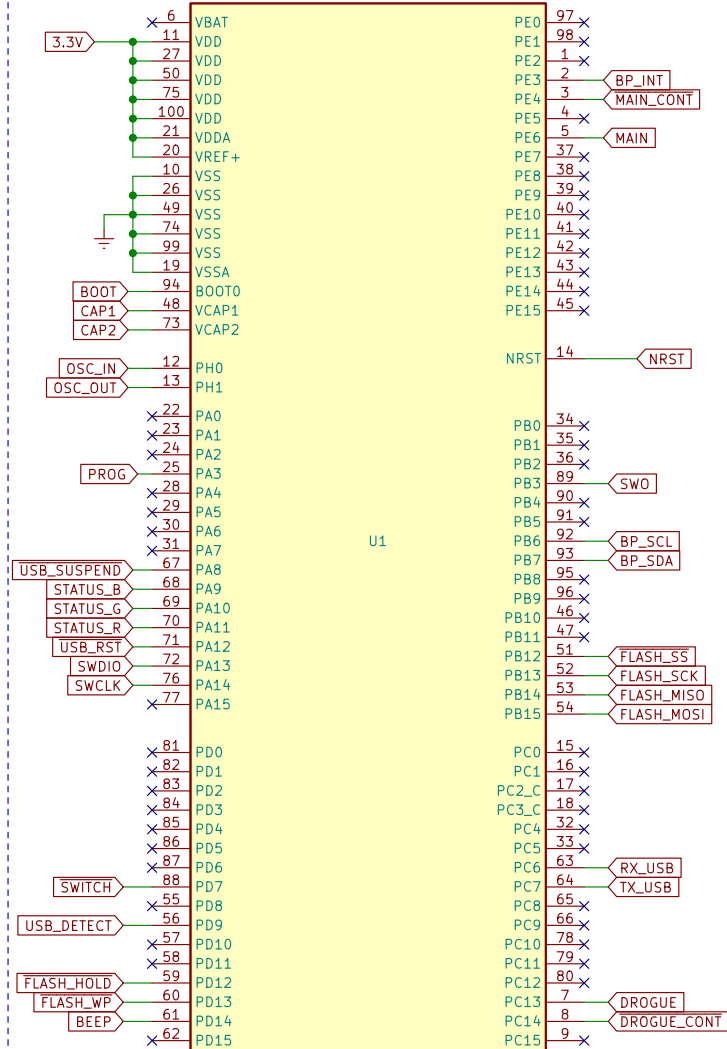 6 VBAT PE0 97
3.3V 11 VDD PE1 98
27 VDD PE2 1
50 VDD PE3 2 BP_INT
75 VDD PE4 3 MAIN_CONT
100 VDD PE5 4
21 VDDA PE6 5 MAIN
20 VREF+ PE7 37
10 VSS PE8 38
26 VSS PE9 39
49 VSS PE10 40
74 VSS PE11 41
99 VSS PE12 42
19 VSSA PE13 43
BOOT 94 BOOT0 PE14 44
CAP1 48 VCAP1 PE15 45
CAP2 73 VCAP2
NRST 14 NRST
OSC_IN 12 PH0
OSC_OUT 13 PH1
22 PA0 PB0 34
23 PA1 PB1 35
24 PA2 PB2 36
PROG 25 PA3 PB3 89 SWO
28 PA4 PB4 90
29 PA5 PB5 91
30 PA6 PB6 92 BP_SCL
U1
31 PA7 PB7 93 BP_SDA
USB_SUSPEND 67 PA8 PB8 95
STATUS_B 68 PA9 PB9 96
STATUS_G 69 PA10 PB10 46
STATUS_R 70 PA11 PB11 47
USB_RST 71 PA12 PB12 51 FLASH_SS
SWDIO 72 PA13 PB13 52 FLASH_SCK
SWCLK 76 PA14 PB14 53 FLASH_MISO
77 PA15 PB15 54 FLASH_MOSI
81 PD0 PC0 15
82 PD1 PC1 16
83 PD2 PC2_C 17
84 PD3 PC3_C 18
85 PD4 PC4 32
86 PD5 PC5 33
87 PD6 PC6 63 RX_USB
SWITCH 88 PD7 PC7 64 TX_USB
55 PD8 PC8 65
USB_DETECT 56 PD9 PC9 66
57 PD10 PC10 78
58 PD11 PC11 79
FLASH_HOLD 59 PD12 PC12 80
FLASH_WP 60 PD13 PC13 7 DROGUE
BEEP 61 PD14 PC14 8 DROGUE_CONT
62 PD15 PC15 9